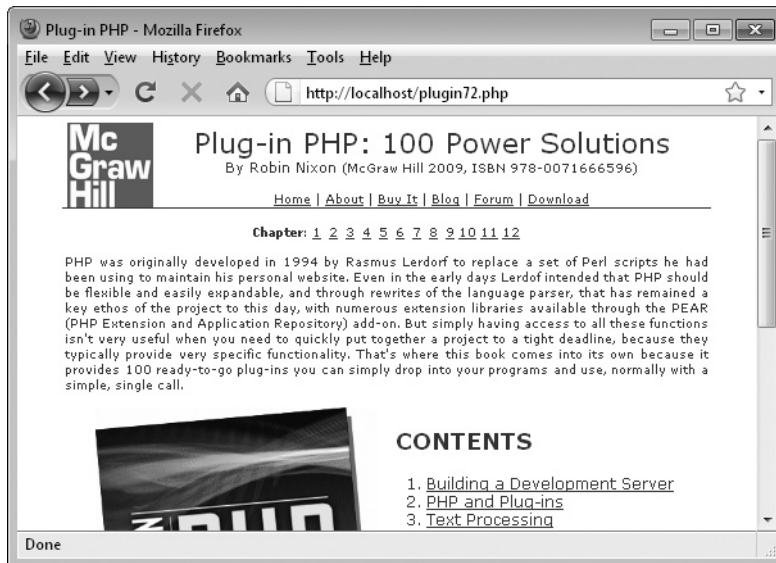 Plug-in PHP - Mozilla Firefox
File Edit View History Bookmarks Tools Help
http://localhost/plugin72.php
Mc
Graw
Hill
Plug-in PHP: 100 Power Solutions
By Robin Nixon (McGraw Hill 2009, ISBN 978-0071666596)
Home | About | Buy It | Blog | Forum | Download
Chapter: 1 2 3 4 5 6 7 8 9 10 11 12
PHP was originally developed in 1994 by Rasmus Lerdorf to replace a set of Perl scripts he had
been using to maintain his personal website. Even in the early days Lerdof intended that PHP should
be flexible and easily expandable, and through rewrites of the language parser, that has remained a
key ethos of the project to this day, with numerous extension libraries available through the PEAR
(PHP Extension and Application Repository) add-on. But simply having access to all these functions
isn't very useful when you need to quickly put together a project to a tight deadline, because they
typically provide very specific functionality. That's where this book comes into its own because it
provides 100 ready-to-go plug-ins you can simply drop into your programs and use, normally with a
simple, single call.
CONTENTS
1. Building a Development Server
2. PHP and Plug-ins
3. Text Processing
Done